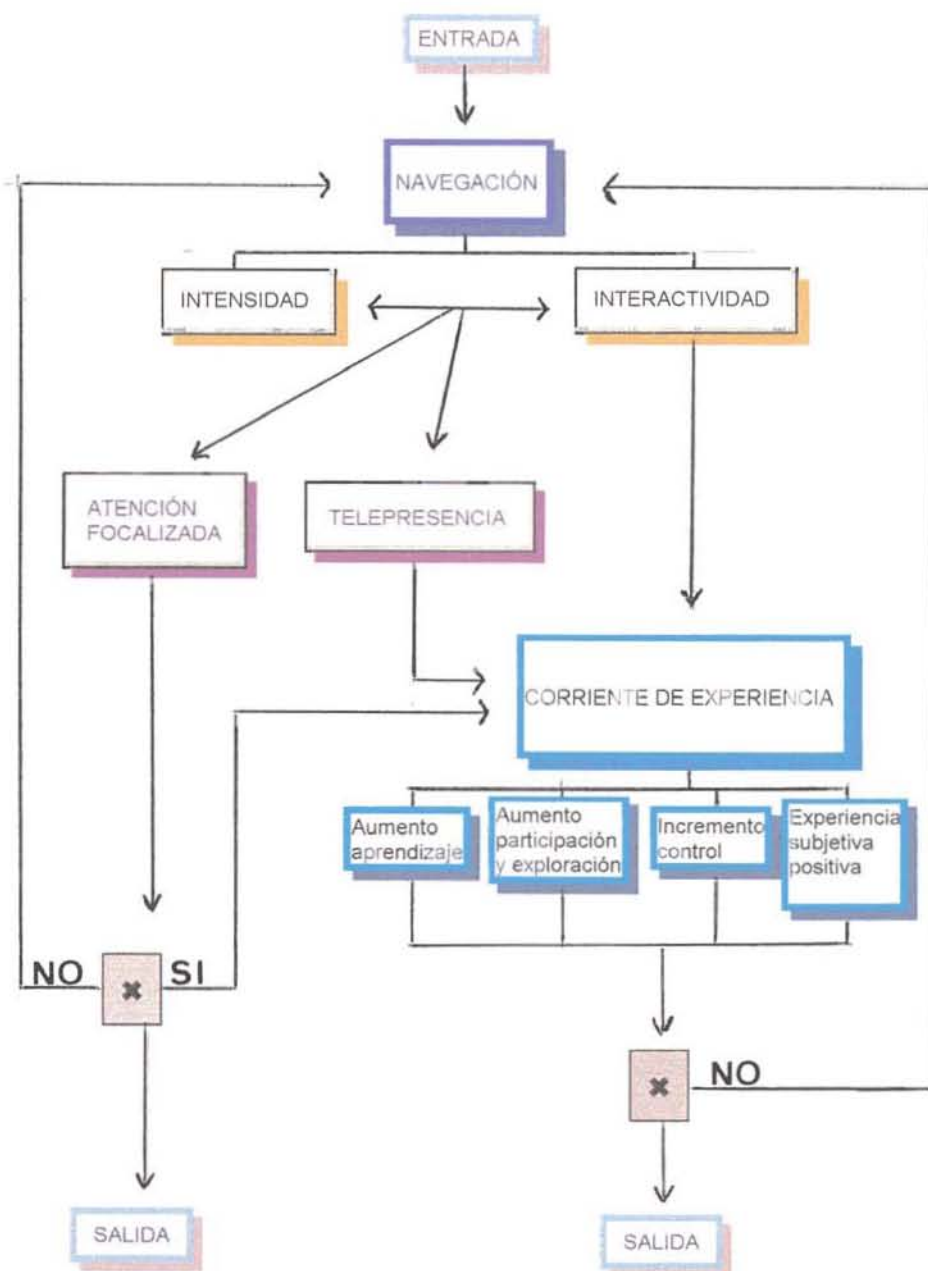 ENTRADA
NAVEGACIÓN
INTENSIDAD
INTERACTIVIDAD
ATENCIÓN
FOCALIZADA
TELEPRESENCIA
CORRIENTE DE EXPERIENCIA
Aumento
aprendizaje
Aumento
participación
y exploración
Incremento
control
Experiencia
subjetiva
positiva
NO
SI
NO
SALIDA
SALIDA